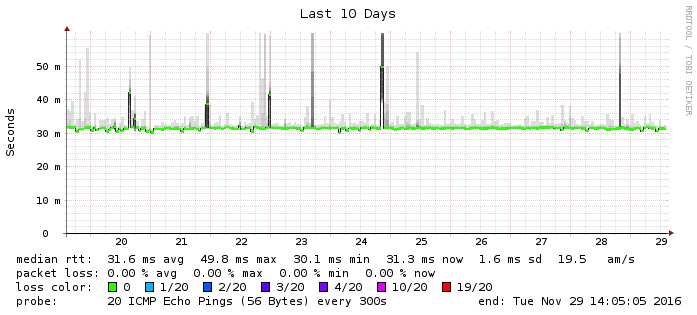 Last 10 Days
RRDTOOL / TOBI OETIKER
Seconds
50 m
40 m
30 m
20 m
10 m
0
20 21 22 23 24 25 26 27 28 29
median rtt: 31.6 ms avg 49.8 ms max 30.1 ms min 31.3 ms now 1.6 ms sd 19.5 am/s
packet loss: 0.00 % avg 0.00 % max 0.00 % min 0.00 % now
loss color: 0 1/20 2/20 3/20 4/20 10/20 19/20
probe: 20 ICMP Echo Pings (56 Bytes) every 300s end: Tue Nov 29 14:05:05 2016